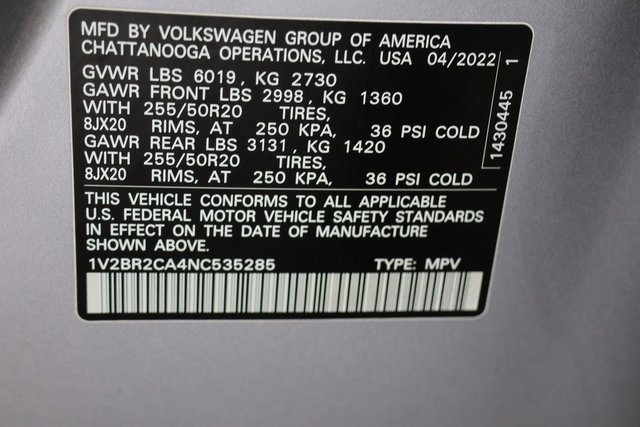 MFD BY VOLKSWAGEN GROUP OF AMERICA
CHATTANOOGA OPERATIONS, LLC. USA 04/2022
GVWR LBS 6019, KG 2730
GAWR FRONT LBS 2998, KG 1360
WITH 255/50R20 TIRES,
8JX20 RIMS, AT 250 KPA, 36 PSI COLD
GAWR REAR LBS 3131, KG 1420
WITH 255/50R20 TIRES,
8JX20 RIMS, AT 250 KPA, 36 PSI COLD
THIS VEHICLE CONFORMS TO ALL APPLICABLE
U.S. FEDERAL MOTOR VEHICLE SAFETY STANDARDS
IN EFFECT ON THE DATE OF MANUFACTURE
SHOWN ABOVE.
1V2BR2CA4NC535285 TYPE: MPV
1430445 1